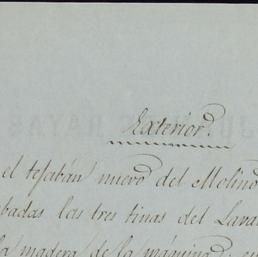 Exterior.
el tejabán nuevo del Molino
badas las tres tinas del Lava
la madera de la máquina